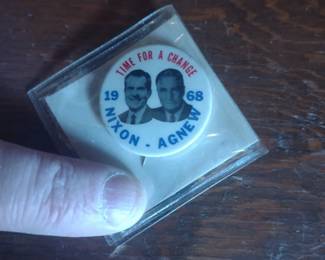 TIME FOR A CHANGE
19 68
NIXON - AGNEW